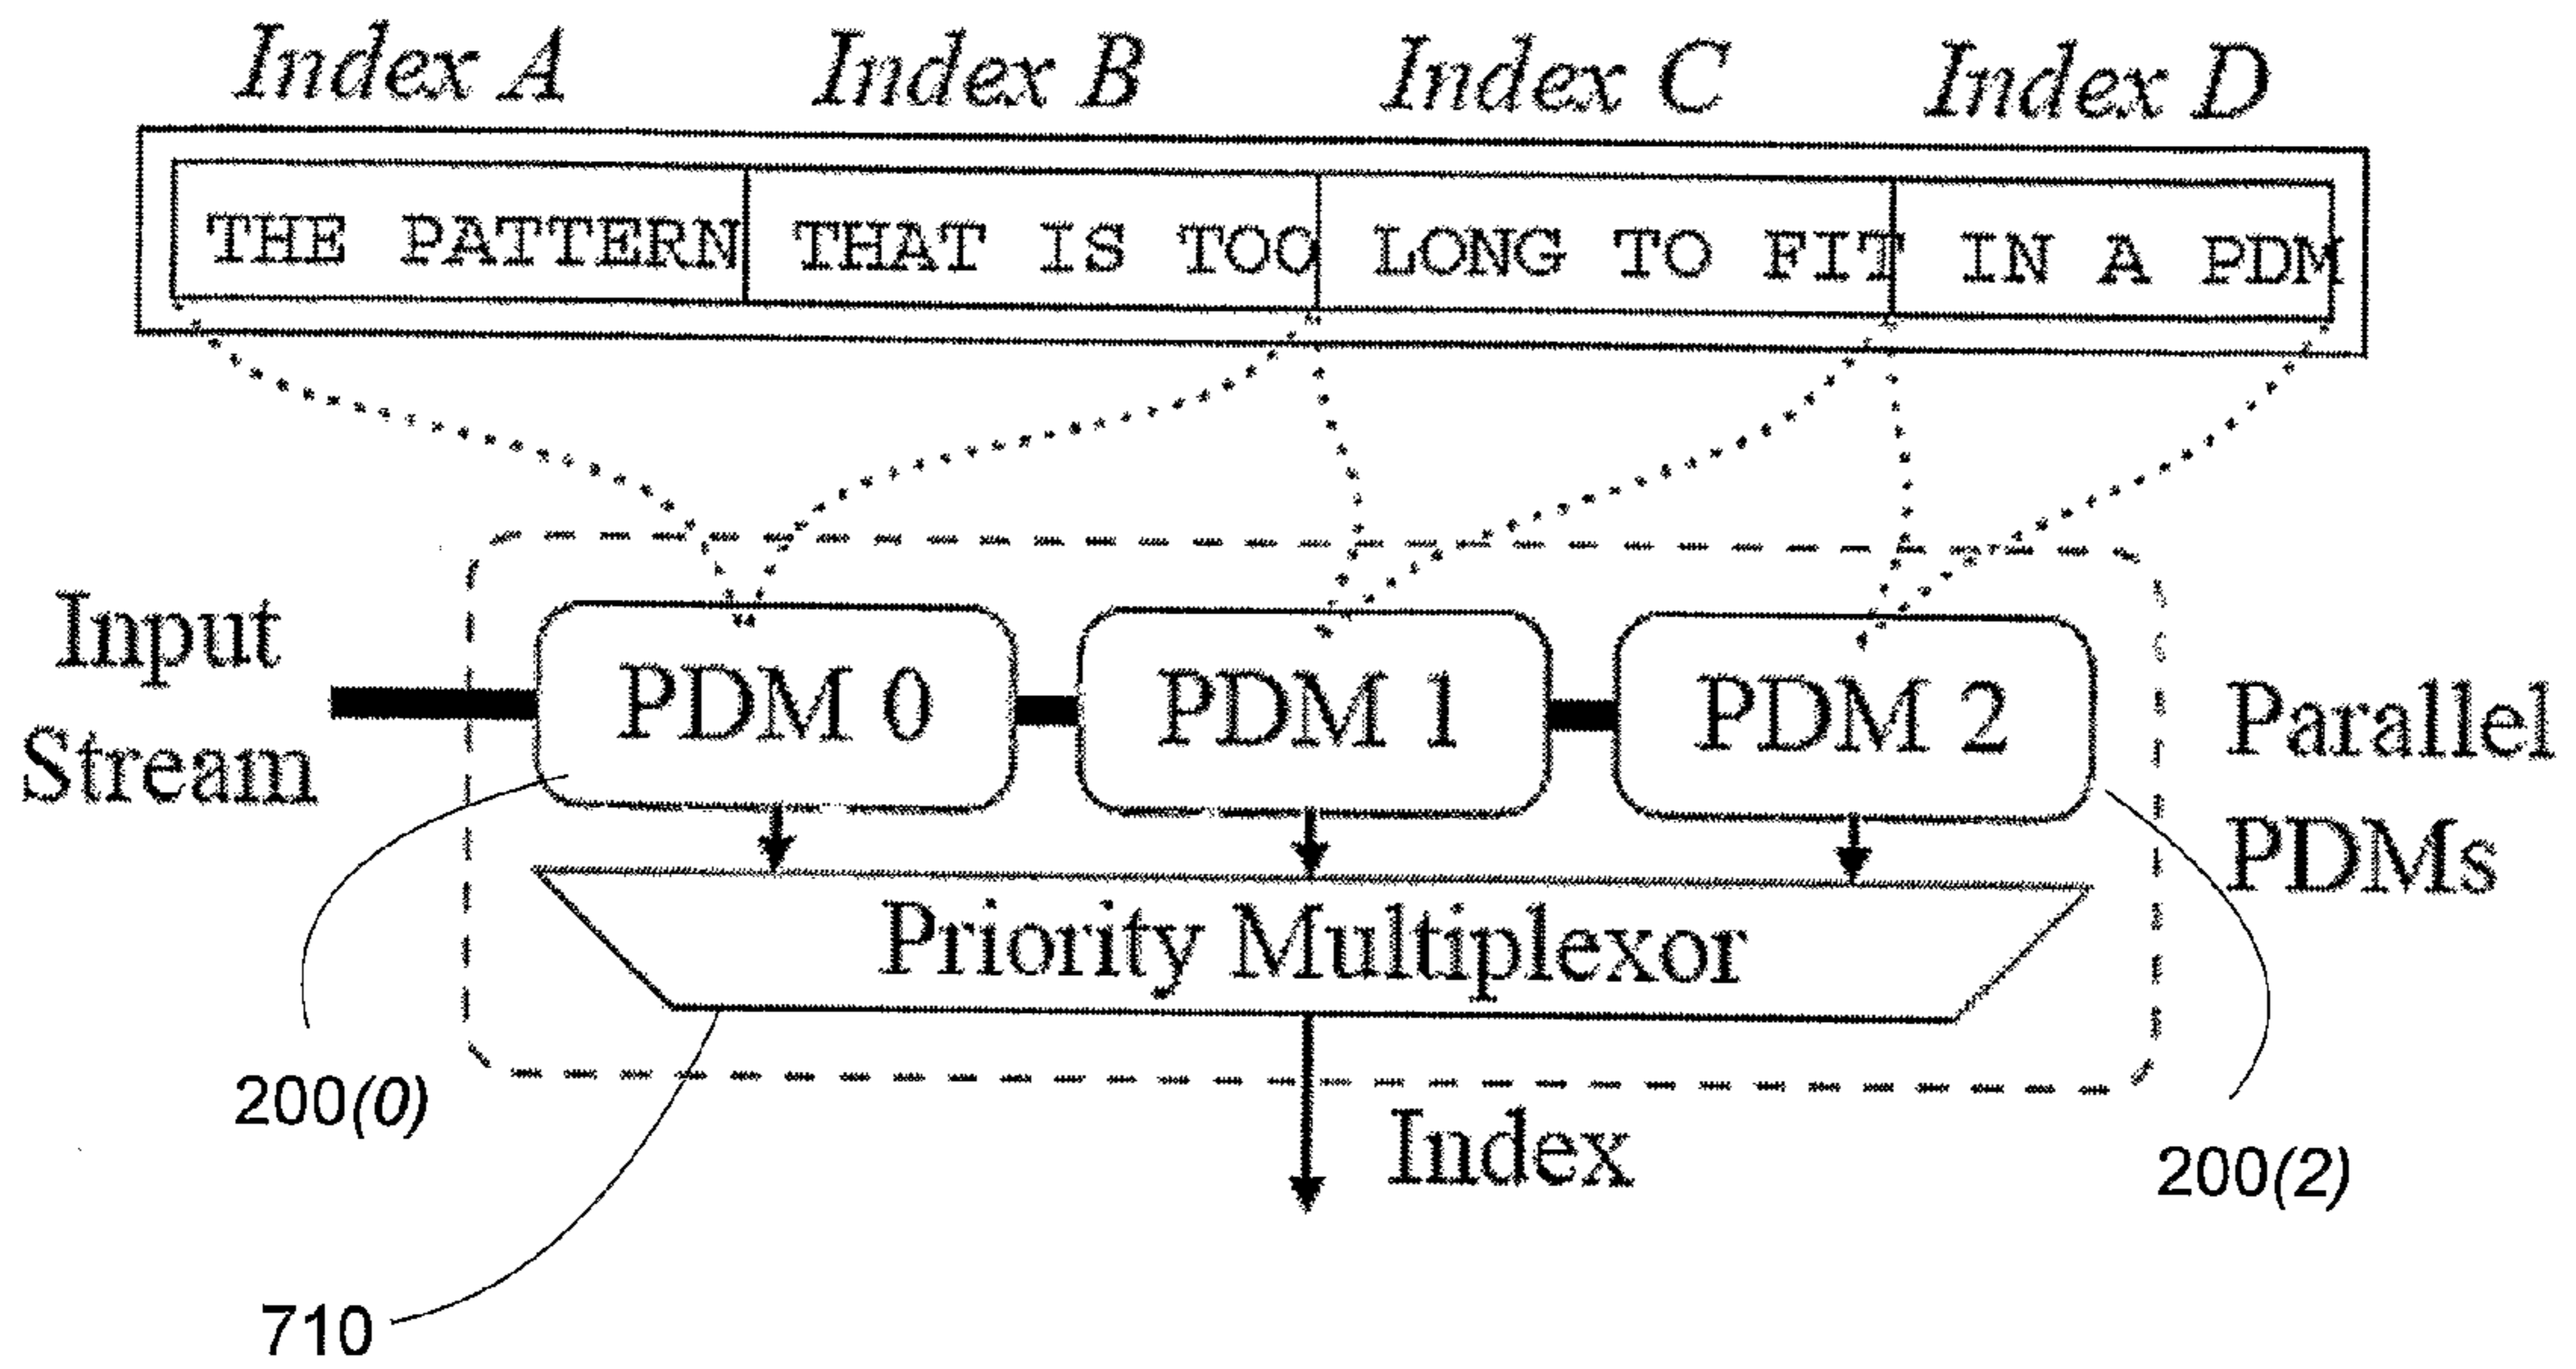 Index A Index B Index C Index D
THE PATTERN THAT IS TOO LONG TO FIT IN A PDM
Input
Stream
PDM 0 PDM 1 PDM 2
Parallel
PDMs
Priority Multiplexor
200(0)
Index
200(2)
710